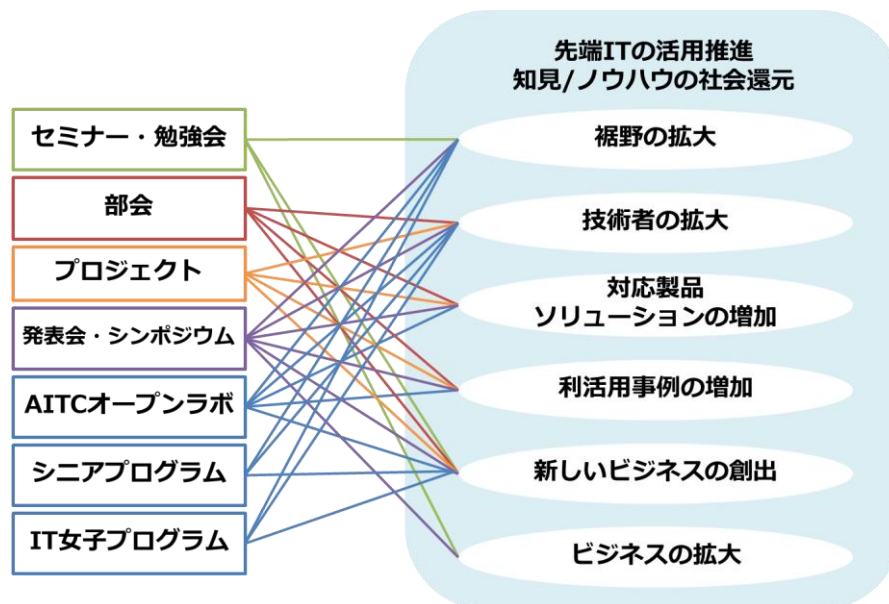 先端ITの活用推進
知見/ノウハウの社会還元
セミナー・勉強会
部会
プロジェクト
発表会・シンポジウム
AITCオープンラボ
シニアプログラム
IT女子プログラム
裾野の拡大
技術者の拡大
対応製品
ソリューションの増加
利活用事例の増加
新しいビジネスの創出
ビジネスの拡大